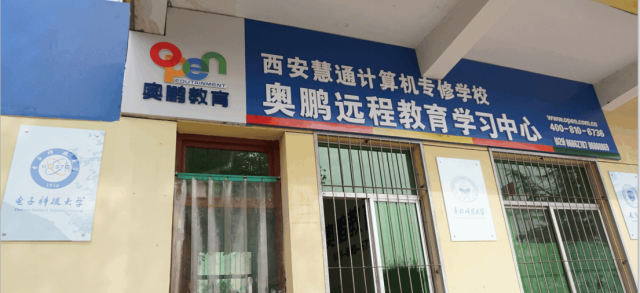 OPEN
EDUTRAINMENT
奥鹏教育
西安慧通计算机专修学校
奥鹏远程教育学习中心
www.open.com.cn
400-810-6736
电子科技大学
1956